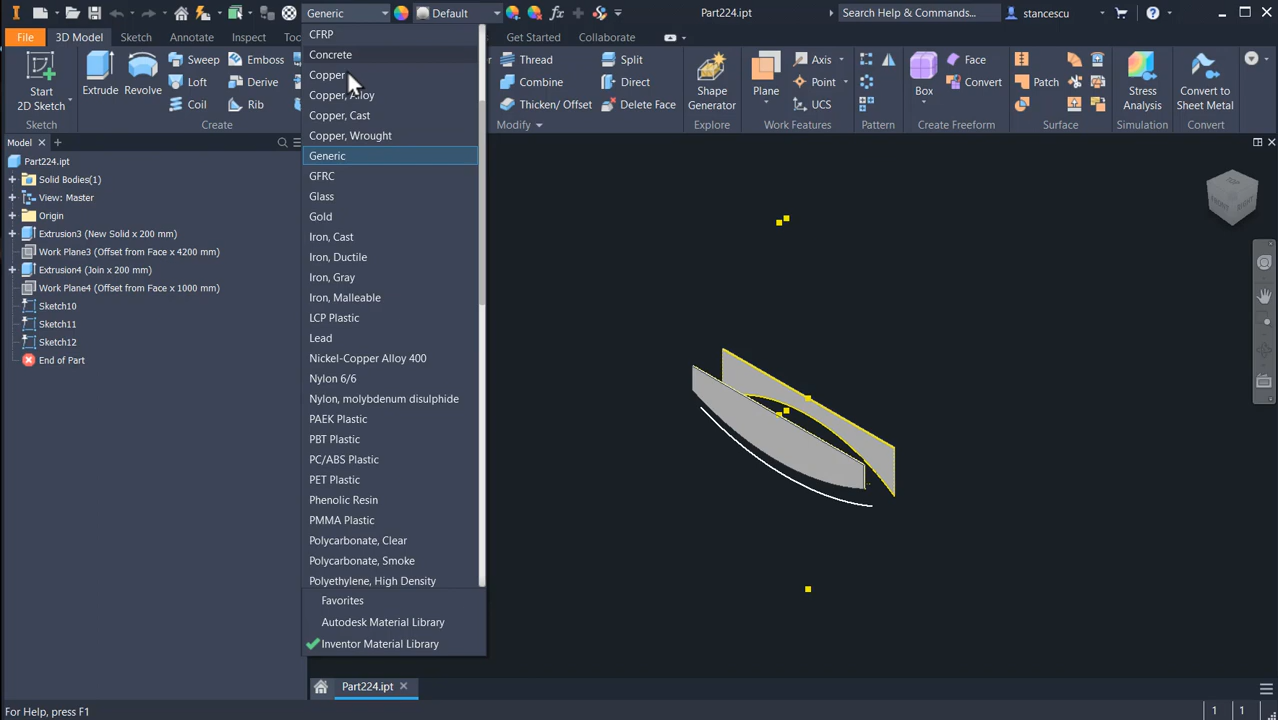 Generic
Default
fx
Part224.ipt
Search Help & Commands...
stancescu
File
3D Model
Sketch
Annotate
Inspect
Get Started
Collaborate
Start
2D Sketch
Extrude
Revolve
Sweep
Loft
Coil
Emboss
Derive
Rib
Thread
Combine
Thicken/ Offset
Split
Direct
Delete Face
Shape
Generator
Plane
Axis
Point
UCS
Box
Face
Convert
Patch
Stress
Analysis
Convert to
Sheet Metal
Sketch
Create
Modify
Explore
Work Features
Pattern
Create Freeform
Surface
Simulation
Convert
Model
Part224.ipt
Solid Bodies(1)
View: Master
Origin
Extrusion3 (New Solid x 200 mm)
Work Plane3 (Offset from Face x 4200 mm)
Extrusion4 (Join x 200 mm)
Work Plane4 (Offset from Face x 1000 mm)
Sketch10
Sketch11
Sketch12
End of Part
CFRP
Concrete
Copper
Copper, Alloy
Copper, Cast
Copper, Wrought
Generic
GFRC
Glass
Gold
Iron, Cast
Iron, Ductile
Iron, Gray
Iron, Malleable
LCP Plastic
Lead
Nickel-Copper Alloy 400
Nylon 6/6
Nylon, molybdenum disulphide
PAEK Plastic
PBT Plastic
PC/ABS Plastic
PET Plastic
Phenolic Resin
PMMA Plastic
Polycarbonate, Clear
Polycarbonate, Smoke
Polyethylene, High Density
Favorites
Autodesk Material Library
Inventor Material Library
FRONT
RIGHT
Part224.ipt
For Help, press F1
1
1